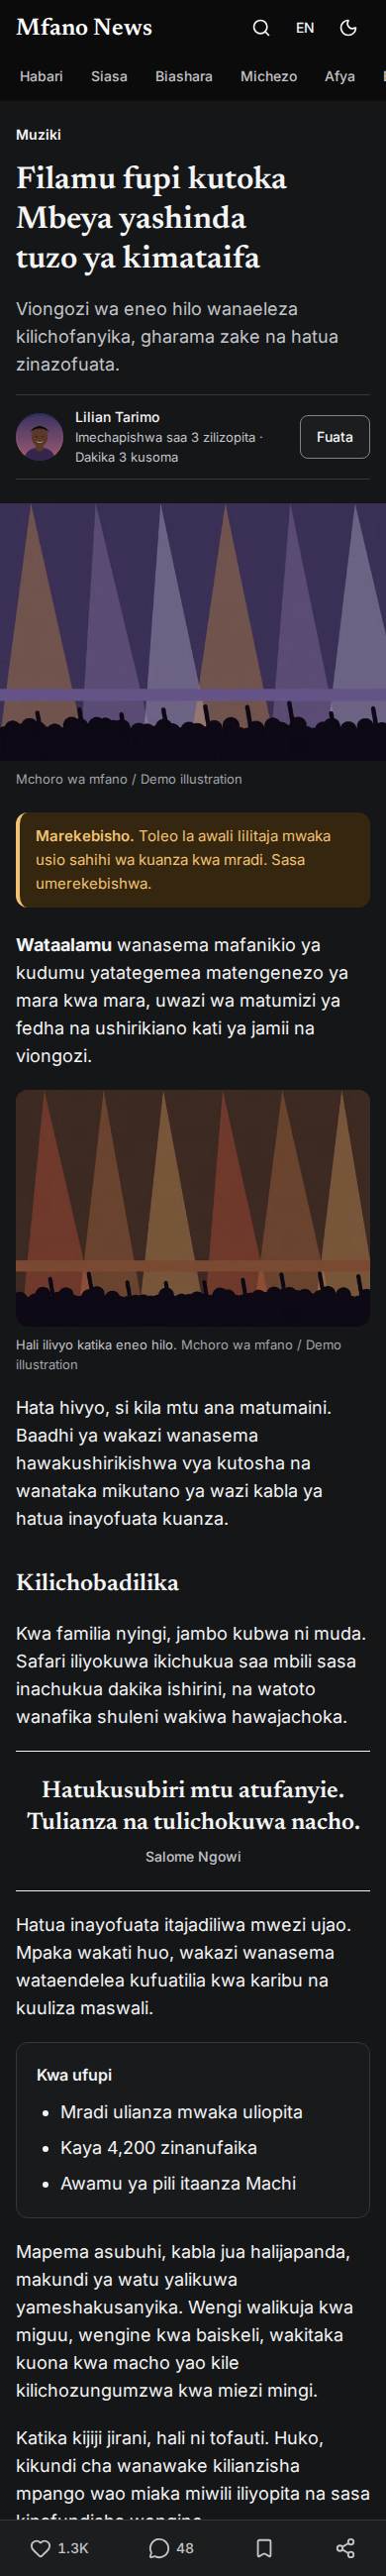 Mfano News
EN
Habari Siasa Biashara Michezo Afya
Muziki
Filamu fupi kutoka
Mbeya yashinda
tuzo ya kimataifa
Viongozi wa eneo hilo wanaeleza
kilichofanyika, gharama zake na hatua
zinazofuata.
Lilian Tarimo
Imechapishwa saa 3 zilizopita ·
Dakika 3 kusoma
Fuata
Mchoro wa mfano / Demo illustration
Marekebisho. Toleo la awali lilitaja mwaka
usio sahihi wa kuanza kwa mradi. Sasa
umerekebishwa.
Wataalamu wanasema mafanikio ya
kudumu yatategemea matengenezo ya
mara kwa mara, uwazi wa matumizi ya
fedha na ushirikiano kati ya jamii na
viongozi.
Hali ilivyo katika eneo hilo. Mchoro wa mfano / Demo
illustration
Hata hivyo, si kila mtu ana matumaini.
Baadhi ya wakazi wanasema
hawakushirikishwa vya kutosha na
wanataka mikutano ya wazi kabla ya
hatua inayofuata kuanza.
Kilichobadilika
Kwa familia nyingi, jambo kubwa ni muda.
Safari iliyokuwa ikichukua saa mbili sasa
inachukua dakika ishirini, na watoto
wanafika shuleni wakiwa hawajachoka.
Hatukusubiri mtu atufanyie.
Tulianza na tulichokuwa nacho.
Salome Ngowi
Hatua inayofuata itajadiliwa mwezi ujao.
Mpaka wakati huo, wakazi wanasema
wataendelea kufuatilia kwa karibu na
kuuliza maswali.
Kwa ufupi
• Mradi ulianza mwaka uliopita
• Kaya 4,200 zinanufaika
• Awamu ya pili itaanza Machi
Mapema asubuhi, kabla jua halijapanda,
makundi ya watu yalikuwa
yameshakusanyika. Wengi walikuja kwa
miguu, wengine kwa baiskeli, wakitaka
kuona kwa macho yao kile
kilichozungumzwa kwa miezi mingi.
Katika kijiji jirani, hali ni tofauti. Huko,
kikundi cha wanawake kilianzisha
mpango wao miaka miwili iliyopita na sasa
1.3K 48